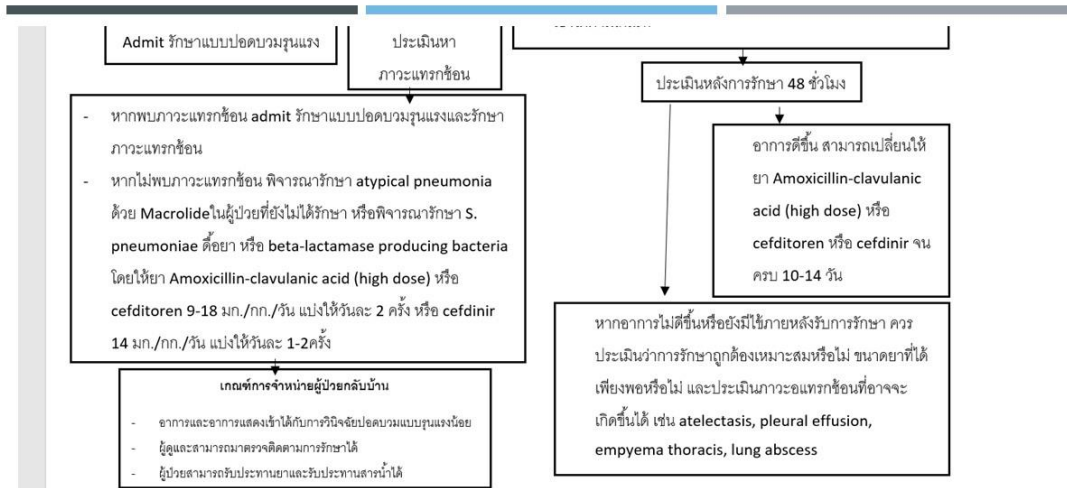 Admit รักษาแบบปอดบวมรุนแรง
ประเมินหา
ภาวะแทรกซ้อน
- หากพบภาวะแทรกซ้อน admit รักษาแบบปอดบวมรุนแรงและรักษา
ภาวะแทรกซ้อน
- หากไม่พบภาวะแทรกซ้อน พิจารณารักษา atypical pneumonia
ด้วย Macrolideในผู้ป่วยที่ยังไม่ได้รักษา หรือพิจารณารักษา S.
pneumoniae ดื้อยา หรือ beta-lactamase producing bacteria
โดยให้ยา Amoxicillin-clavulanic acid (high dose) หรือ
cefditoren 9-18 มก./กก./วัน แบ่งให้วันละ 2 ครั้ง หรือ cefdinir
14 มก./กก./วัน แบ่งให้วันละ 1-2ครั้ง
เกณฑ์การจำหน่ายผู้ป่วยกลับบ้าน
- อาการและอาการแสดงเข้าได้กับการวินิจฉัยปอดบวมแบบรุนแรงน้อย
- ผู้ดูแลสามารถมาตรวจติดตามการรักษาได้
- ผู้ป่วยสามารถรับประทานยาและรับประทานสารน้ำได้
ประเมินหลังการรักษา 48 ชั่วโมง
อาการดีขึ้น สามารถเปลี่ยนให้
ยา Amoxicillin-clavulanic
acid (high dose) หรือ
cefditoren หรือ cefdinir จน
ครบ 10-14 วัน
หากอาการไม่ดีขึ้นหรือยังมีไข้ภายหลังรับการรักษา ควร
ประเมินว่าการรักษาถูกต้องเหมาะสมหรือไม่ ขนาดยาที่ได้
เพียงพอหรือไม่ และประเมินภาวะอแทรกซ้อนที่อาจจะ
เกิดขึ้นได้ เช่น atelectasis, pleural effusion,
empyema thoracis, lung abscess